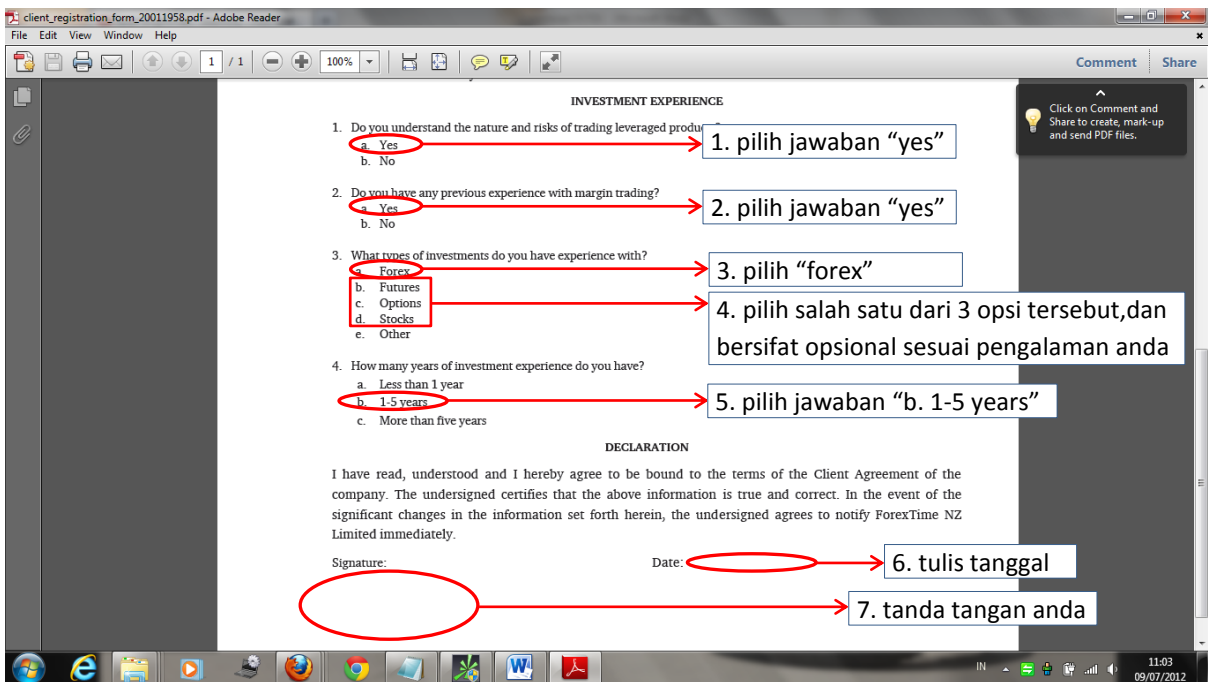 client_registration_form_20011958.pdf - Adobe Reader
File Edit View Window Help
1 / 1 100% Comment Share
Click on Comment and
Share to create, mark-up
and send PDF files.
INVESTMENT EXPERIENCE
1. Do you understand the nature and risks of trading leveraged
a. Yes
b. No
1. pilih jawaban “yes”
2. Do you have any previous experience with margin trading?
a. Yes
b. No
2. pilih jawaban “yes”
3. What types of investments do you have experience with?
a. Forex
b. Futures
c. Options
d. Stocks
e. Other
3. pilih “forex”
4. pilih salah satu dari 3 opsi tersebut,dan
bersifat opsional sesuai pengalaman anda
4. How many years of investment experience do you have?
a. Less than 1 year
b. 1-5 years
c. More than five years
5. pilih jawaban “b. 1-5 years”
DECLARATION
I have read, understood and I hereby agree to be bound to the terms of the Client Agreement of the
company. The undersigned certifies that the above information is true and correct. In the event of the
significant changes in the information set forth herein, the undersigned agrees to notify ForexTime NZ
Limited immediately.
Signature: Date:
6. tulis tanggal
7. tanda tangan anda
IN 11:03
09/07/2012